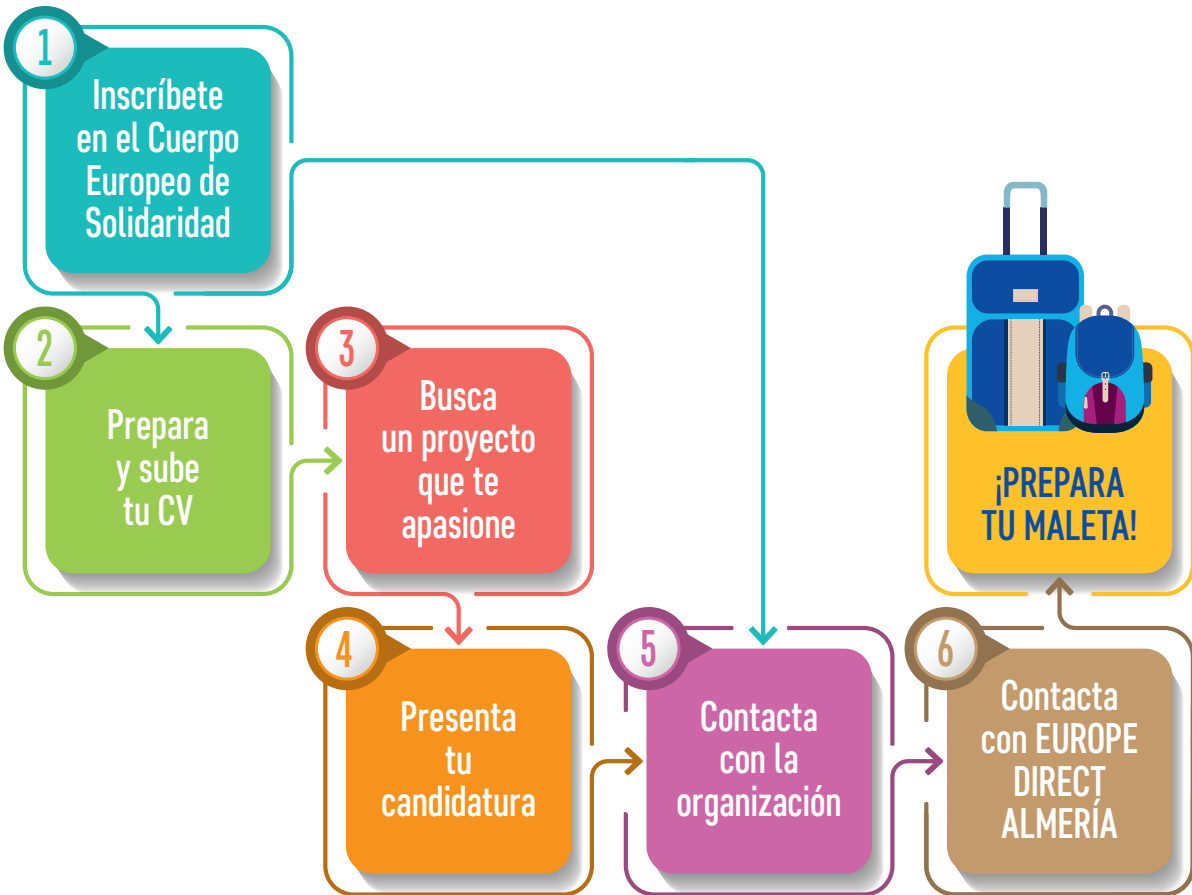 1
Inscríbete
en el Cuerpo
Europeo de
Solidaridad
2
Prepara
y sube
tu CV
3
Busca
un proyecto
que te
apasione
4
Presenta
tu
candidatura
5
Contacta
con la
organización
6
Contacta
con EUROPE
DIRECT
ALMERÍA
¡PREPARA
TU MALETA!